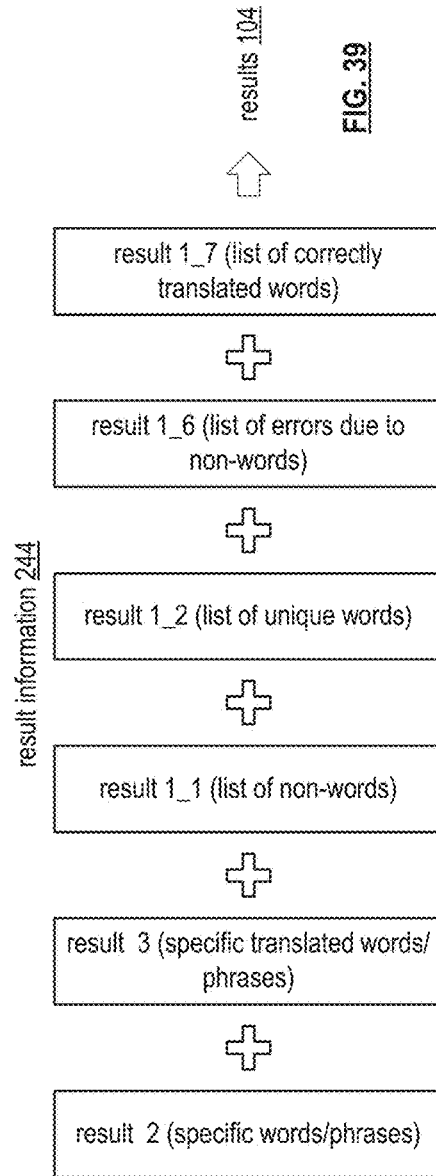 results 104
FIG. 39
result 1_7 (list of correctly
translated words)
result 1_6 (list of errors due to
non-words)
result information 244
result 1_2 (list of unique words)
result 1_1 (list of non-words)
result 3 (specific translated words/
phrases)
result 2 (specific words/phrases)